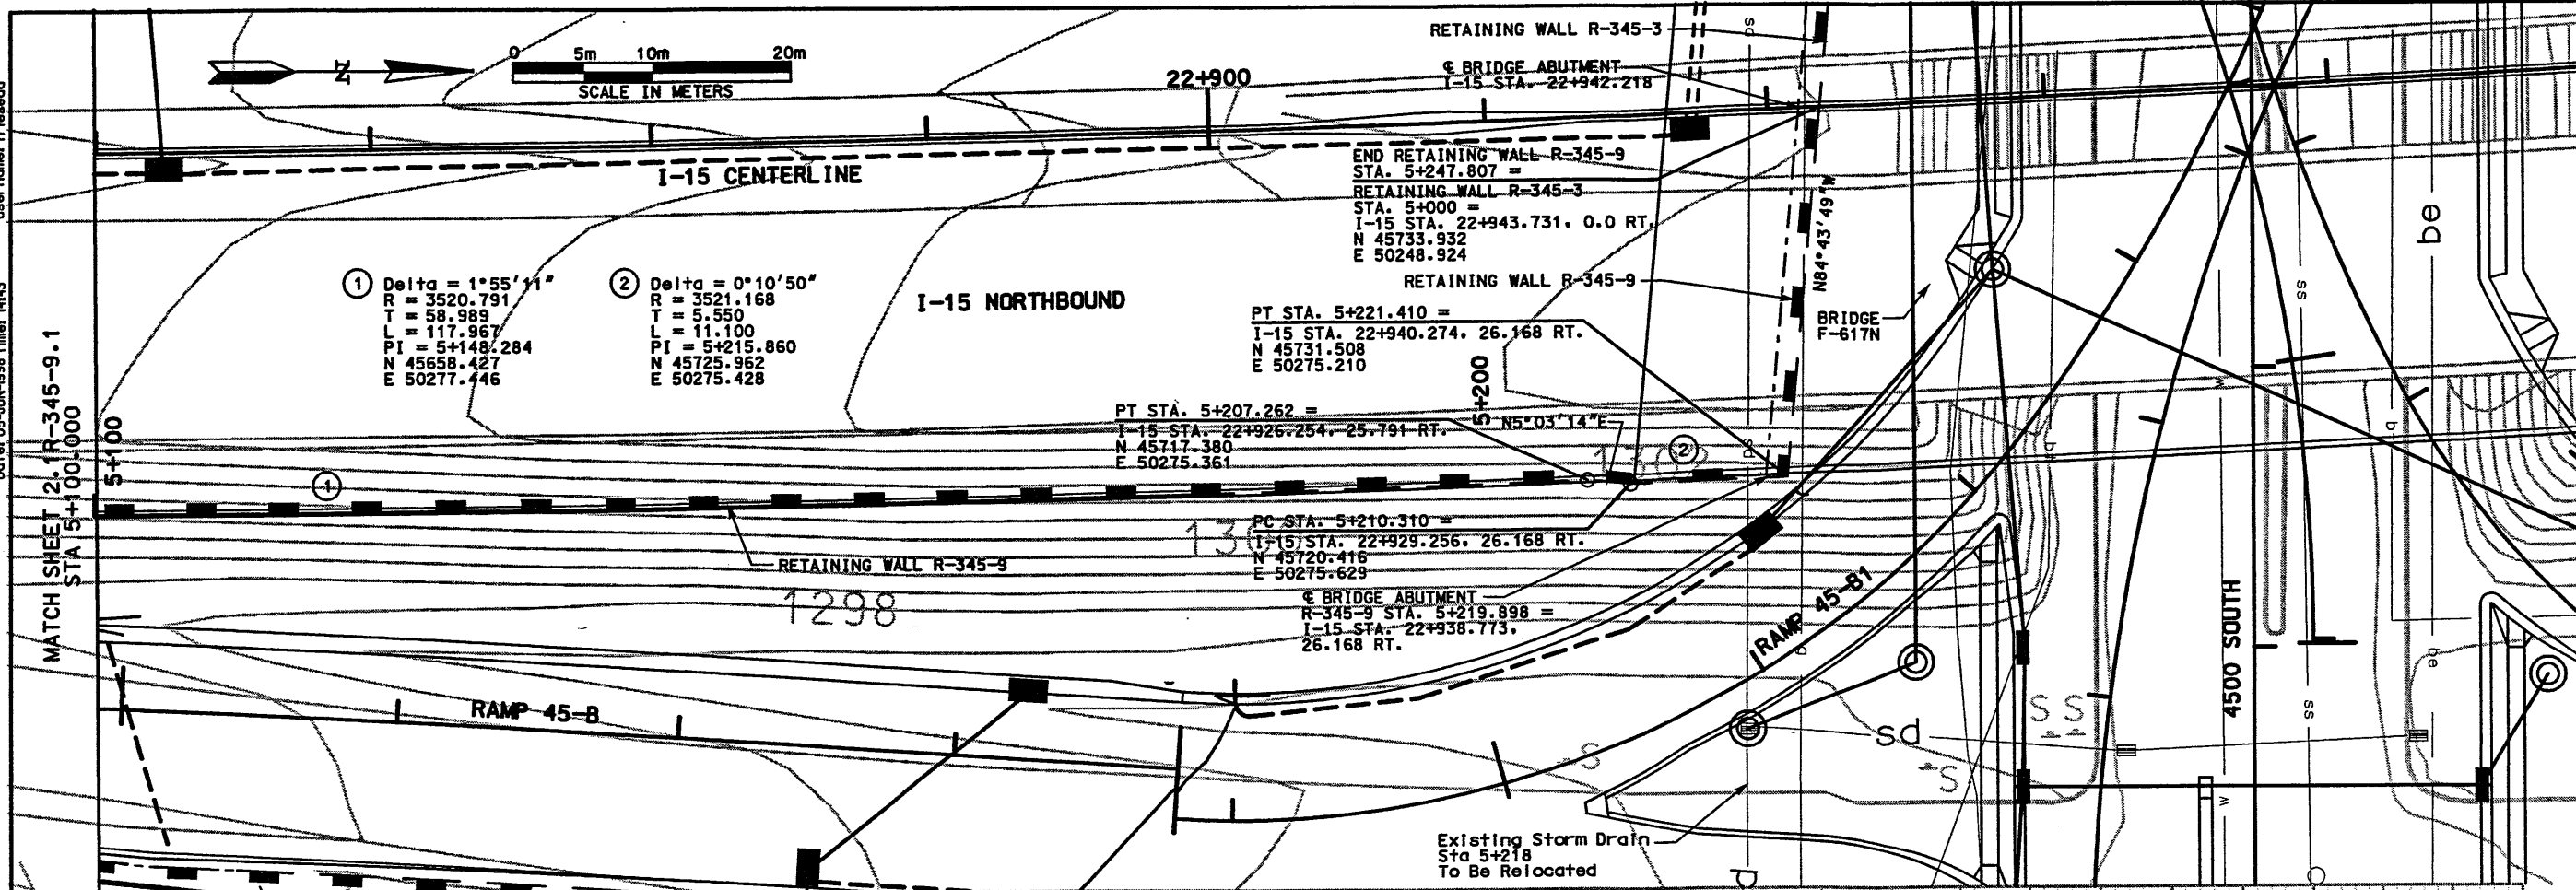 0 5m 10m 20m
SCALE IN METERS
N
22+900
RETAINING WALL R-345-3
℄ BRIDGE ABUTMENT
I-15 STA. 22+942.218
I-15 CENTERLINE
END RETAINING WALL R-345-9
STA. 5+247.807 =
RETAINING WALL R-345-3
STA. 5+000 =
I-15 STA. 22+943.731, 0.0 RT.
N 45733.932
E 50248.924
RETAINING WALL R-345-9
N84°43'49"W
BRIDGE
F-617N
1 Delta = 1°55'11"
R = 3520.791
T = 58.989
L = 117.967
PI = 5+148.284
N 45658.427
E 50277.446
2 Delta = 0°10'50"
R = 3521.168
T = 5.550
L = 11.100
PI = 5+215.860
N 45725.962
E 50275.428
I-15 NORTHBOUND
PT STA. 5+221.410 =
I-15 STA. 22+940.274, 26.168 RT.
N 45731.508
E 50275.210
5+200
PT STA. 5+207.262 =
I-15 STA. 22+926.254, 25.791 RT.
N 45717.380
E 50275.361
N5°03'14"E
2
MATCH SHEET 2.1R-345-9.1
STA 5+100.000
5+100
1
RETAINING WALL R-345-9
PC STA. 5+210.310 =
I-15 STA. 22+929.256, 26.168 RT.
N 45720.416
E 50275.629
℄ BRIDGE ABUTMENT
R-345-9 STA. 5+219.898 =
I-15 STA. 22+938.773,
26.168 RT.
1298
RAMP 45-B
RAMP 45-B1
4500 SOUTH
Existing Storm Drain
Sta 5+218
To Be Relocated
sd
sd
sd
S
S
S S
be
be
ss
ss
w
w